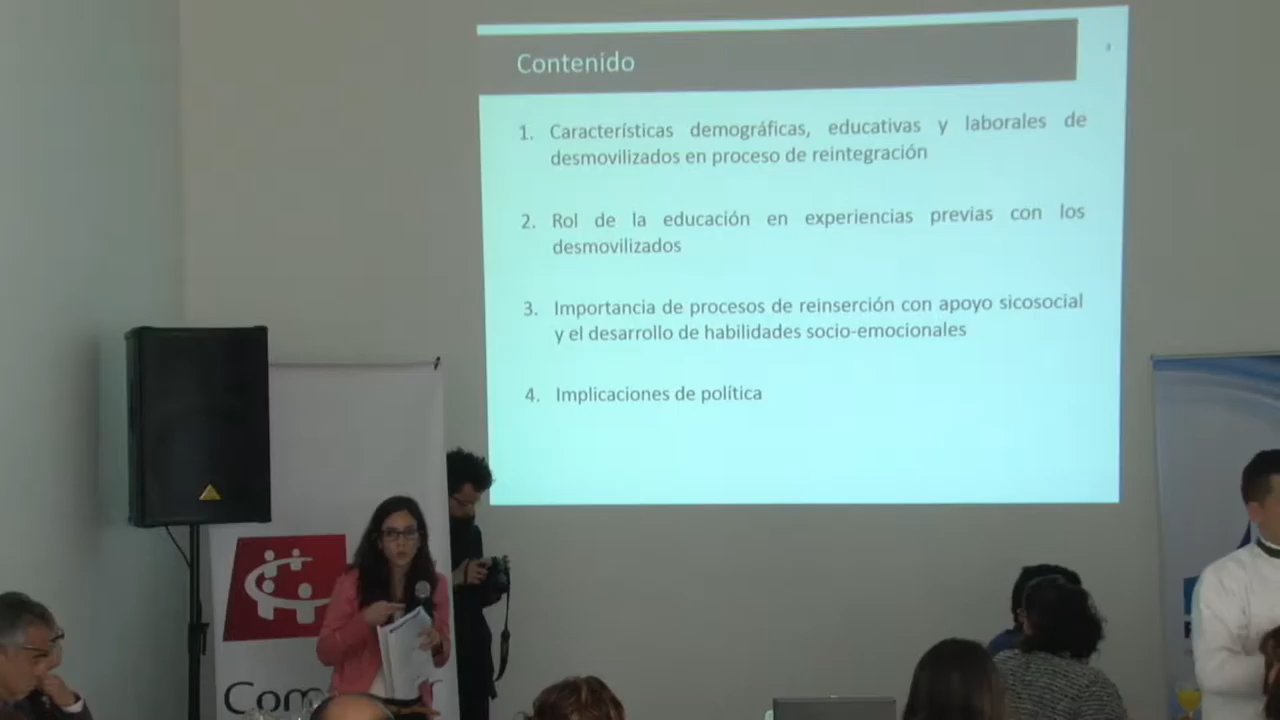 Contenido
1. Características demográficas, educativas y laborales de
desmovilizados en proceso de reintegración
2. Rol de la educación en experiencias previas con los
desmovilizados
3. Importancia de procesos de reinserción con apoyo sicosocial
y el desarrollo de habilidades socio-emocionales
4. Implicaciones de política